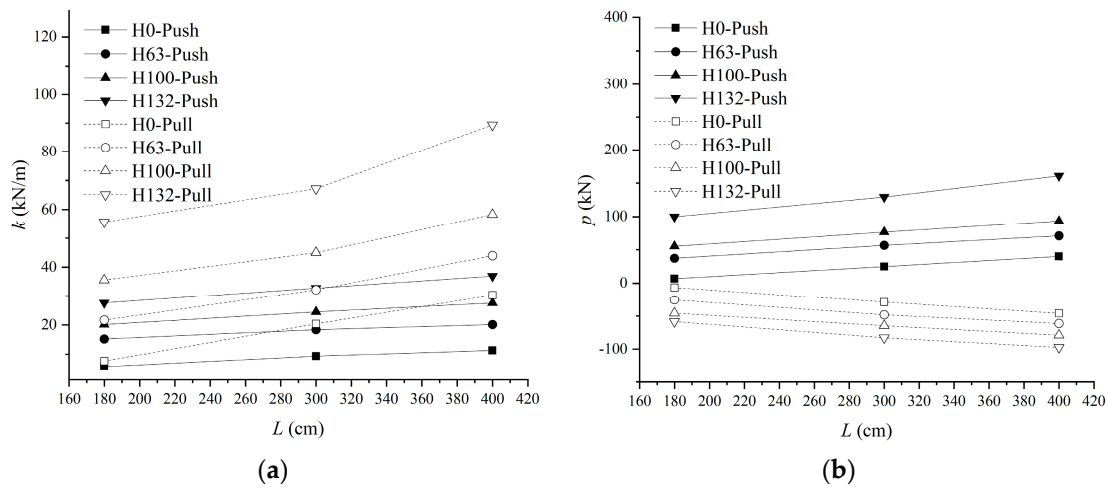 H0-Push
H63-Push
H100-Push
H132-Push
H0-Pull
H63-Pull
H100-Pull
H132-Pull
120
100
80
60
40
20
k (kN/m)
160 180 200 220 240 260 280 300 320 340 360 380 400 420
L (cm)
(a)
H0-Push
H63-Push
H100-Push
H132-Push
H0-Pull
H63-Pull
H100-Pull
H132-Pull
400
300
200
100
0
-100
p (kN)
160 180 200 220 240 260 280 300 320 340 360 380 400 420
L (cm)
(b)